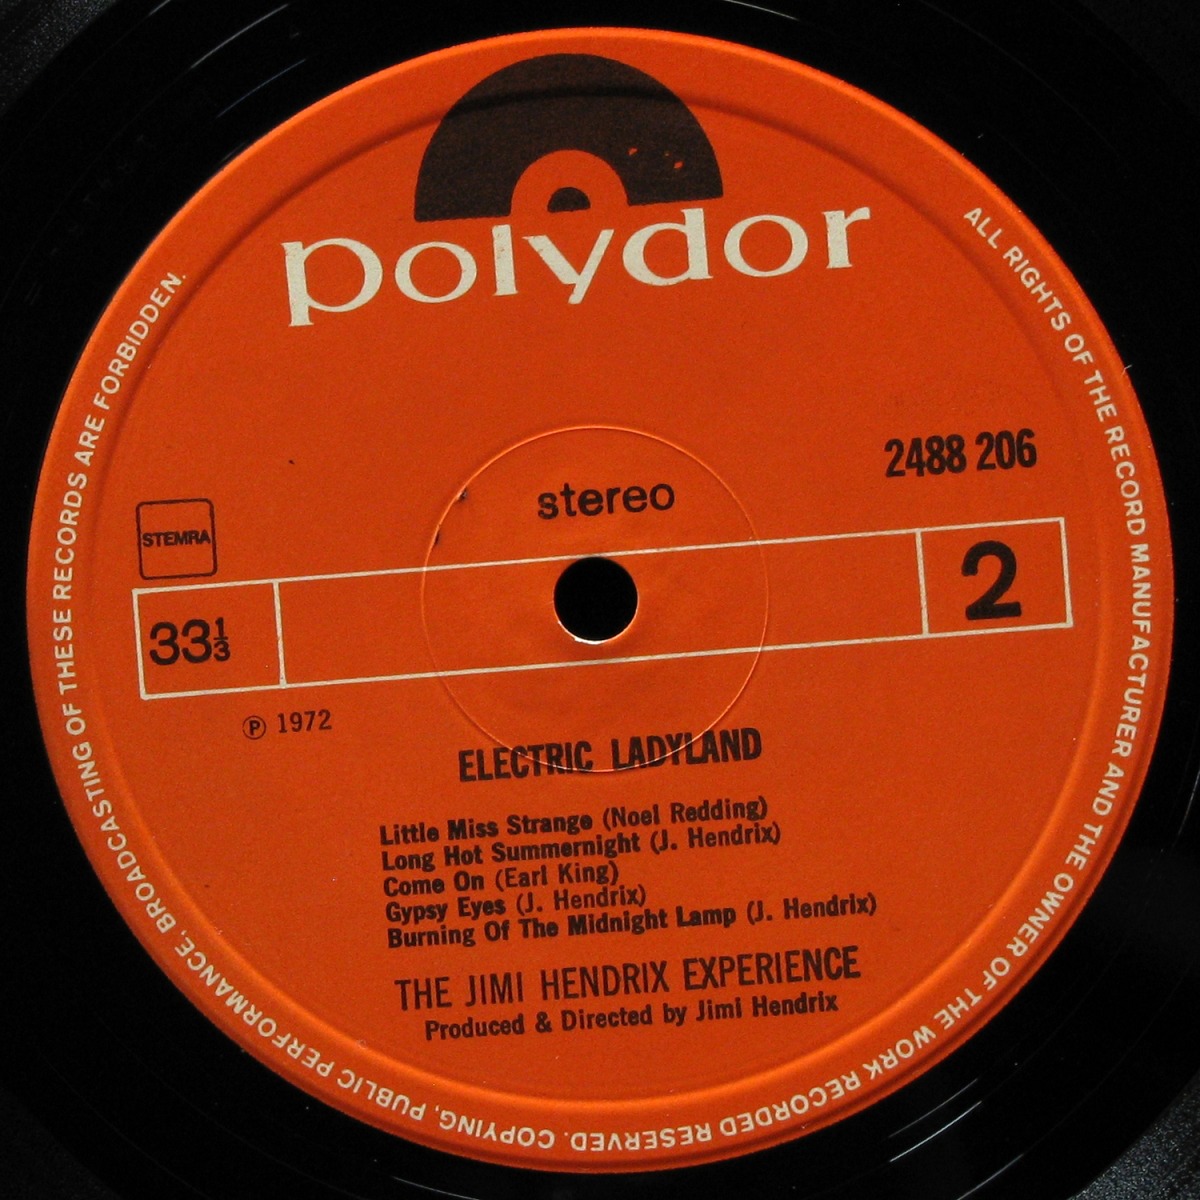 polydor
2488 206
stereo
STEMRA
33⅓
2
℗ 1972
ELECTRIC LADYLAND
Little Miss Strange (Noel Redding)
Long Hot Summernight (J. Hendrix)
Come On (Earl King)
Gypsy Eyes (J. Hendrix)
Burning Of The Midnight Lamp (J. Hendrix)
THE JIMI HENDRIX EXPERIENCE
Produced & Directed by Jimi Hendrix
ALL RIGHTS OF THE RECORD MANUFACTURER AND THE OWNER OF THE WORK RECORDED RESERVED. COPYING, PUBLIC PERFORMANCE, BROADCASTING OF THESE RECORDS ARE FORBIDDEN.